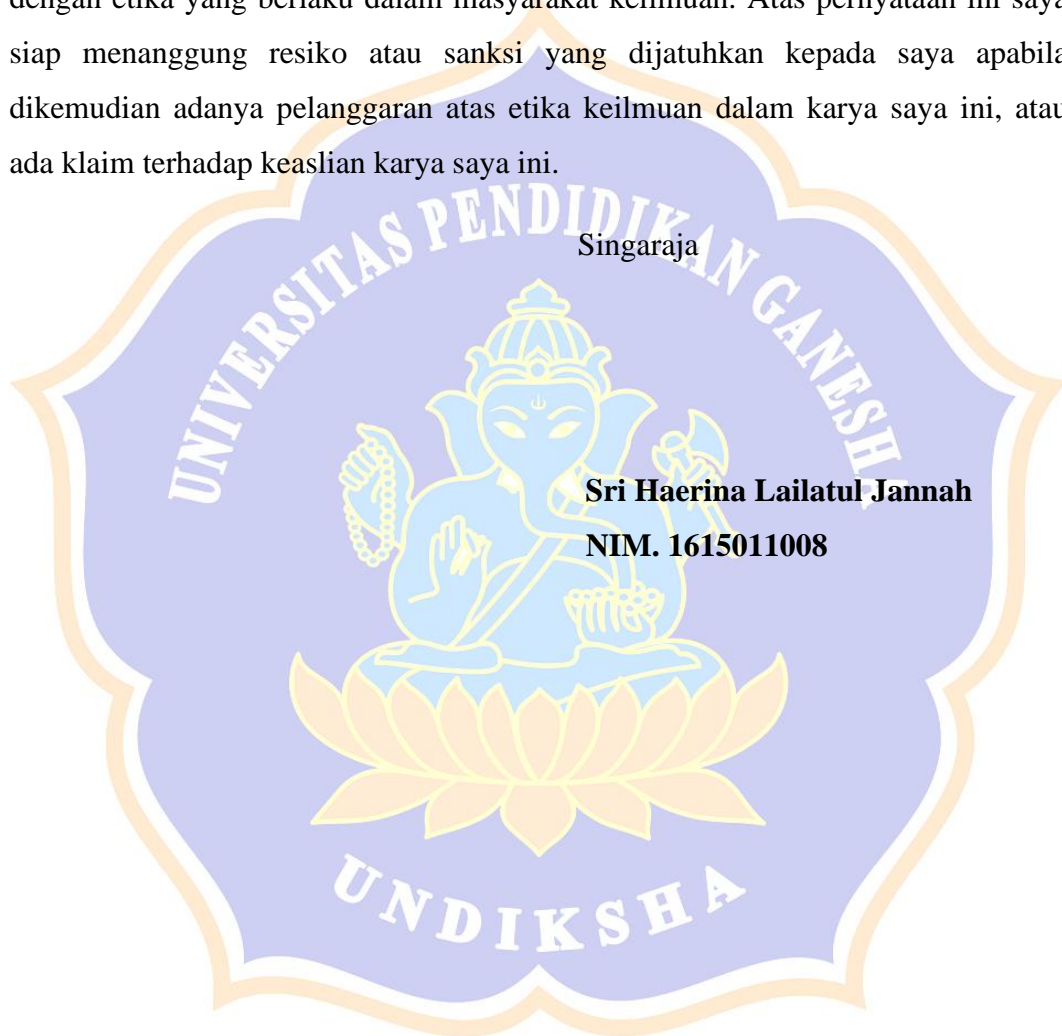 dengan etika yang berlaku dalam masyarakat keilmuan. Atas pernyataan ini saya
siap menanggung resiko atau sanksi yang dijatuhkan kepada saya apabila
dikemudian adanya pelanggaran atas etika keilmuan dalam karya saya ini, atau
ada klaim terhadap keaslian karya saya ini.
UNIVERSITAS PENDIDIKAN GANESHA
Singaraja
Sri Haerina Lailatul Jannah
NIM. 1615011008
UNDIKSHA